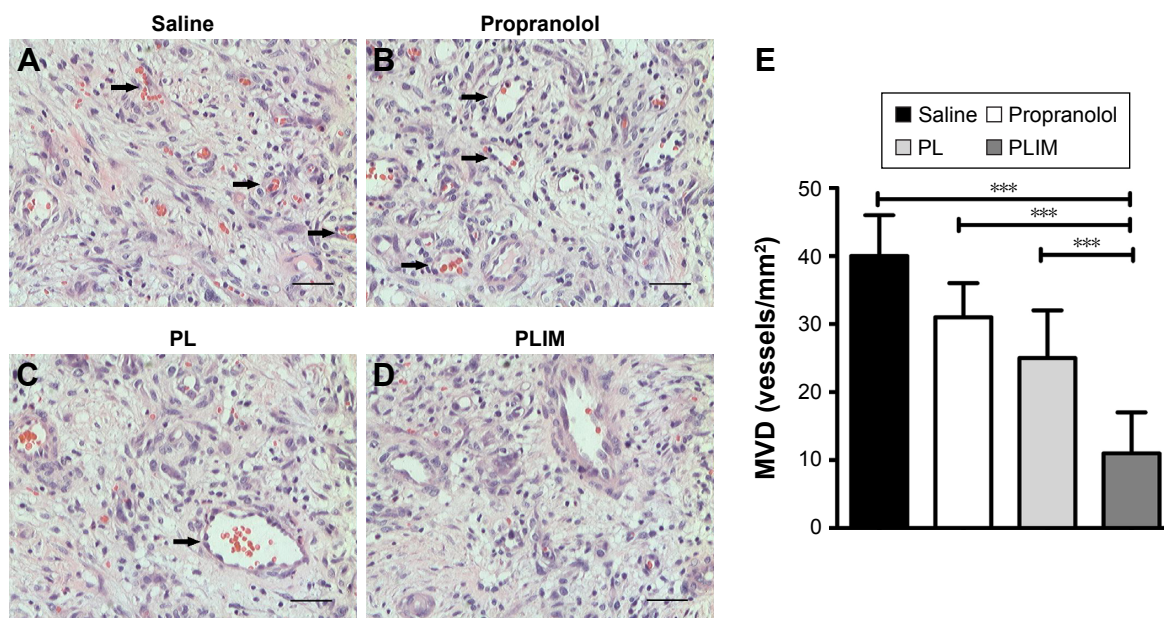 Saline
Propranolol
A
B
PL
PLIM
C
D
E
Saline Propranolol
PL PLIM
***
***
***
50
40
30
20
10
0
MVD (vessels/mm²)